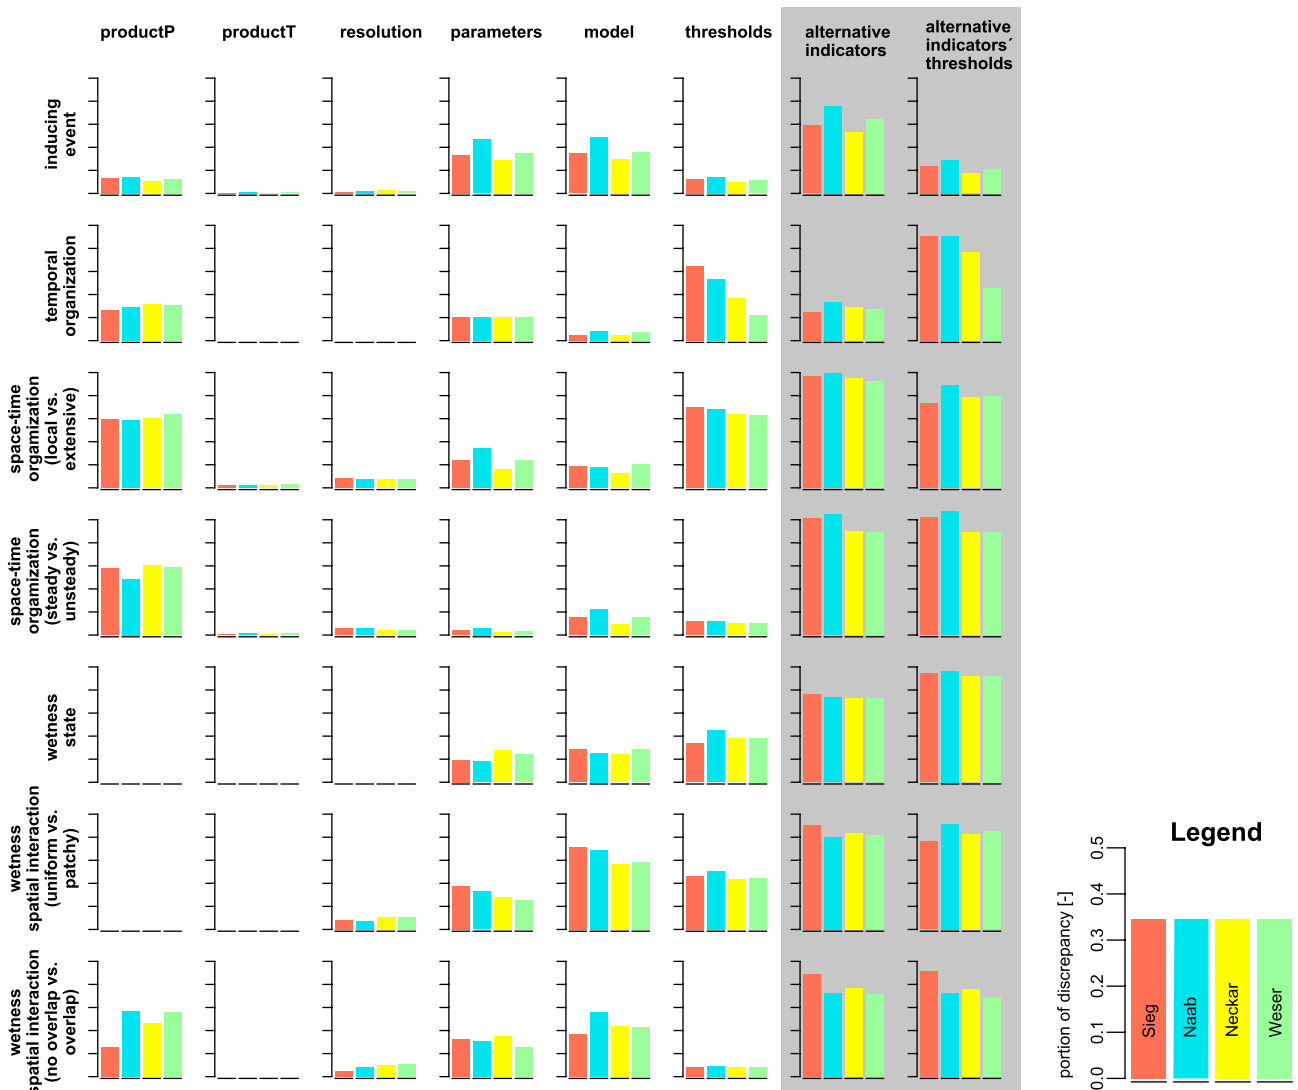 productP
productT
resolution
parameters
model
thresholds
alternative
indicators
alternative
indicators´
thresholds
inducing
event
temporal
organization
space-time
organization
(local vs.
extensive)
space-time
organization
(steady vs.
unsteady)
wetness
state
wetness
spatial interaction
(uniform vs.
patchy)
wetness
spatial interaction
(no overlap vs.
overlap)
Legend
portion of discrepancy [-]
0.0
0.1
0.2
0.3
0.4
0.5
Sieg
Naab
Neckar
Weser